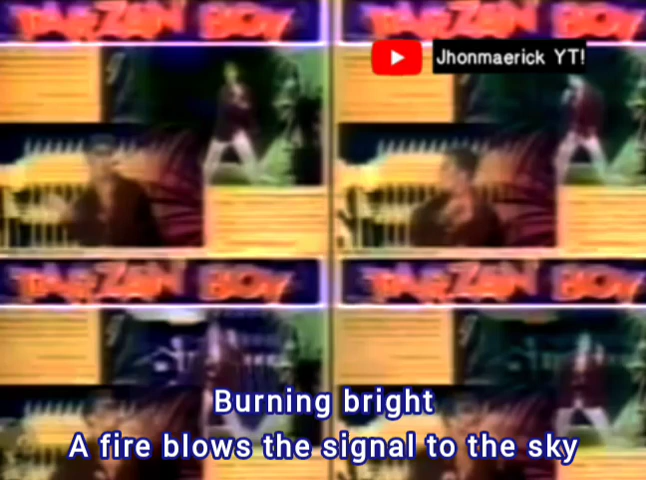 TARZAN BOY TARZAN BOY
Jhonmaerick YT!
TARZAN BOY TARZAN BOY
Burning bright
A fire blows the signal to the sky